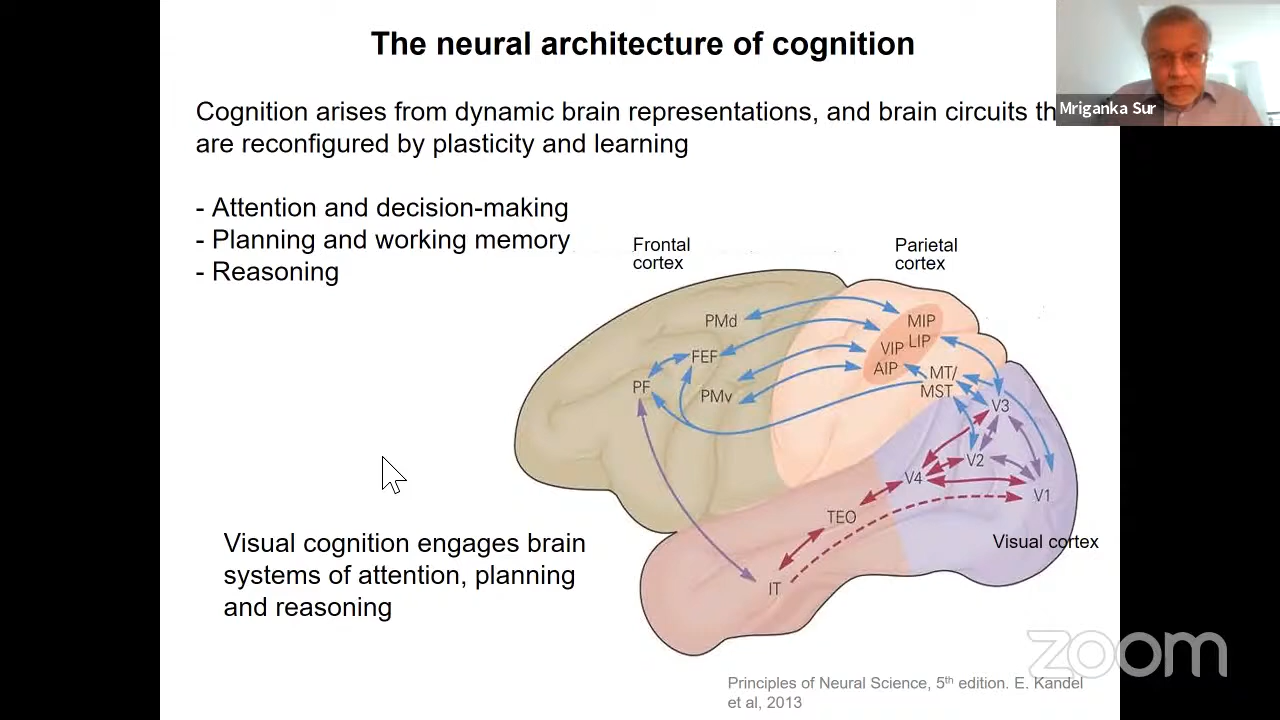 The neural architecture of cognition
Mriganka Sur
Cognition arises from dynamic brain representations, and brain circuits
are reconfigured by plasticity and learning
- Attention and decision-making
- Planning and working memory
- Reasoning
Frontal
cortex
Parietal
cortex
PMd
MIP
LIP
VIP
FEF
AIP
MT/
MST
PF
PMv
V3
V2
V4
V1
TEO
Visual cortex
Visual cognition engages brain
systems of attention, planning
and reasoning
IT
zoom
Principles of Neural Science, 5th edition. E. Kandel
et al, 2013